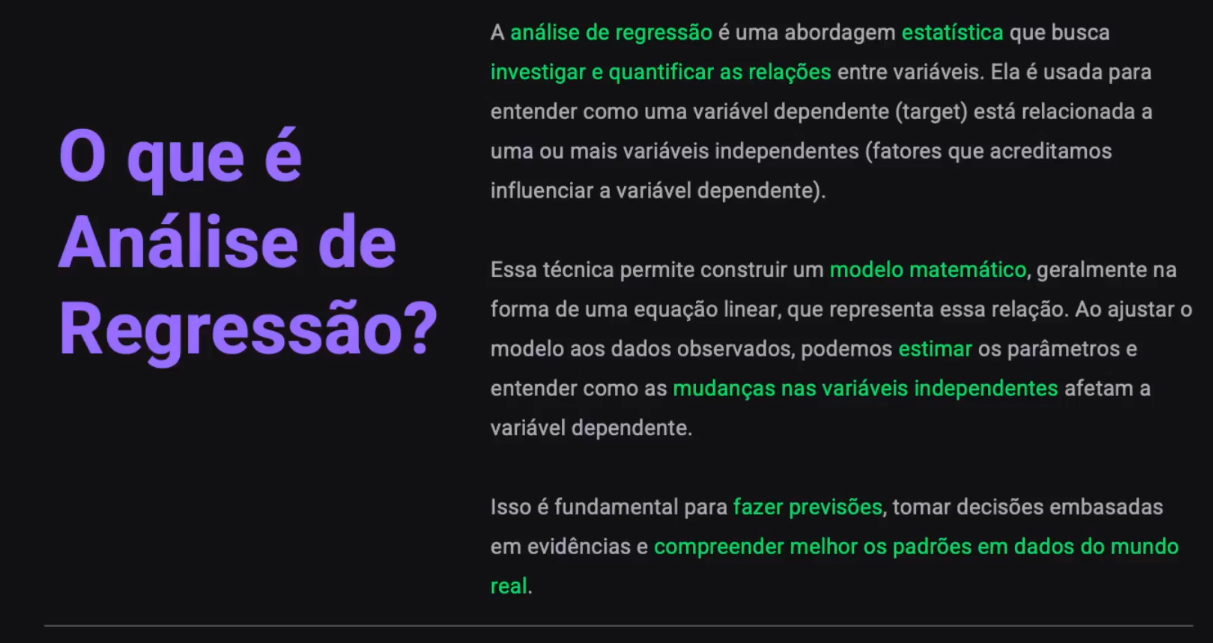 O que é
Análise de
Regressão?
A análise de regressão é uma abordagem estatística que busca
investigar e quantificar as relações entre variáveis. Ela é usada para
entender como uma variável dependente (target) está relacionada a
uma ou mais variáveis independentes (fatores que acreditamos
influenciar a variável dependente).
Essa técnica permite construir um modelo matemático, geralmente na
forma de uma equação linear, que representa essa relação. Ao ajustar o
modelo aos dados observados, podemos estimar os parâmetros e
entender como as mudanças nas variáveis independentes afetam a
variável dependente.
Isso é fundamental para fazer previsões, tomar decisões embasadas
em evidências e compreender melhor os padrões em dados do mundo
real.